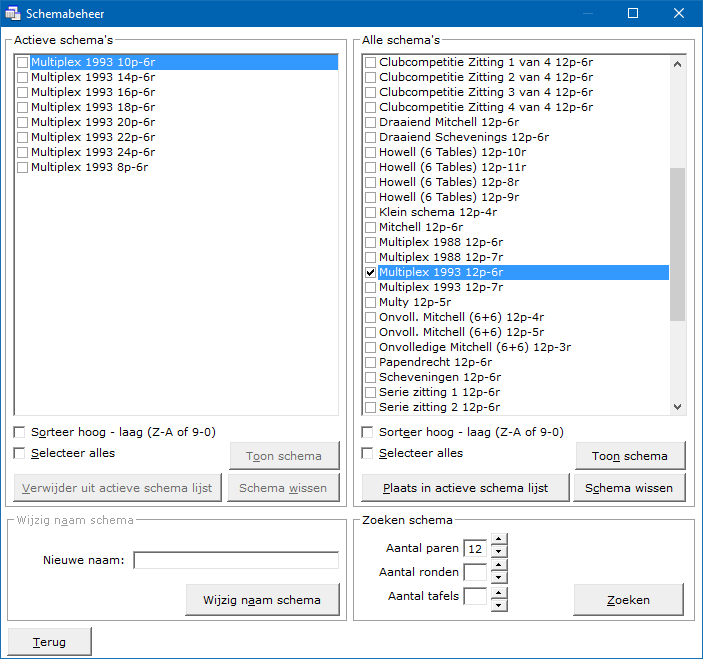 Schemabeheer
Actieve schema's
Multiplex 1993 10p-6r
Multiplex 1993 14p-6r
Multiplex 1993 16p-6r
Multiplex 1993 18p-6r
Multiplex 1993 20p-6r
Multiplex 1993 22p-6r
Multiplex 1993 24p-6r
Multiplex 1993 8p-6r
Sorteer hoog - laag (Z-A of 9-0)
Selecteer alles
Toon schema
Verwijder uit actieve schema lijst
Schema wissen
Alle schema's
Clubcompetitie Zitting 1 van 4 12p-6r
Clubcompetitie Zitting 2 van 4 12p-6r
Clubcompetitie Zitting 3 van 4 12p-6r
Clubcompetitie Zitting 4 van 4 12p-6r
Draaiend Mitchell 12p-6r
Draaiend Schevenings 12p-6r
Howell (6 Tables) 12p-10r
Howell (6 Tables) 12p-11r
Howell (6 Tables) 12p-8r
Howell (6 Tables) 12p-9r
Klein schema 12p-4r
Mitchell 12p-6r
Multiplex 1988 12p-6r
Multiplex 1988 12p-7r
Multiplex 1993 12p-6r
Multiplex 1993 12p-7r
Multy 12p-5r
Onvoll. Mitchell (6+6) 12p-4r
Onvoll. Mitchell (6+6) 12p-5r
Onvolledige Mitchell (6+6) 12p-3r
Papendrecht 12p-6r
Scheveningen 12p-6r
Serie zitting 1 12p-6r
Serie zitting 2 12p-6r
Sorteer hoog - laag (Z-A of 9-0)
Selecteer alles
Toon schema
Plaats in actieve schema lijst
Schema wissen
Wijzig naam schema
Nieuwe naam:
Wijzig naam schema
Zoeken schema
Aantal paren 12
Aantal ronden
Aantal tafels
Zoeken
Terug